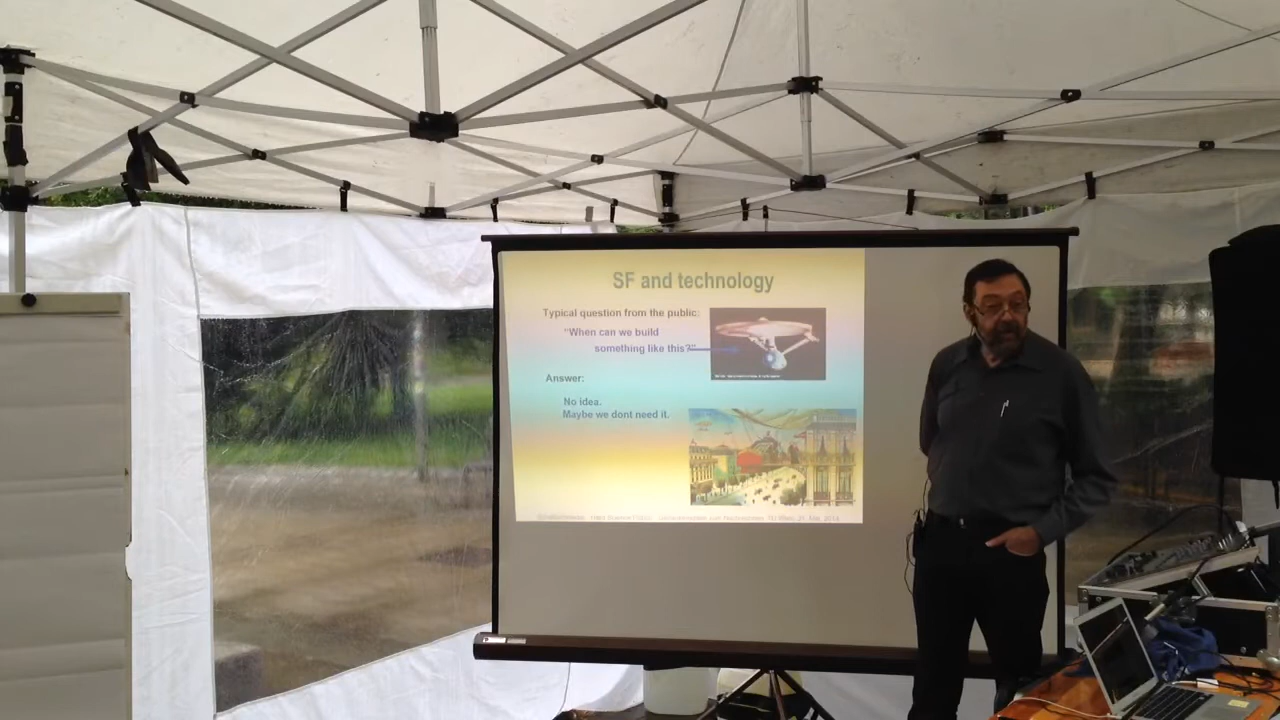 SF and technology
Typical question from the public:
"When can we build
something like this?"
Answer:
No idea.
Maybe we dont need it.